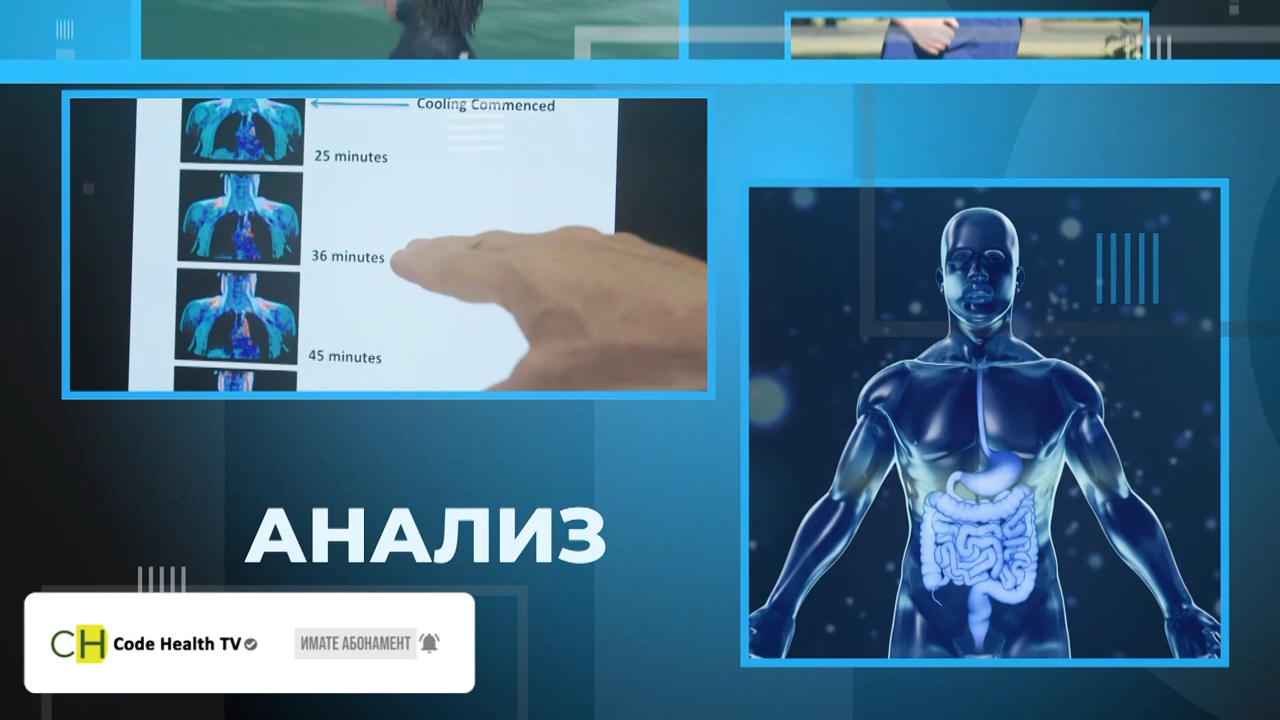 Cooling Commenced
25 minutes
36 minutes
45 minutes
АНАЛИЗ
CH Code Health TV
ИМАТЕ АБОНАМЕНТ